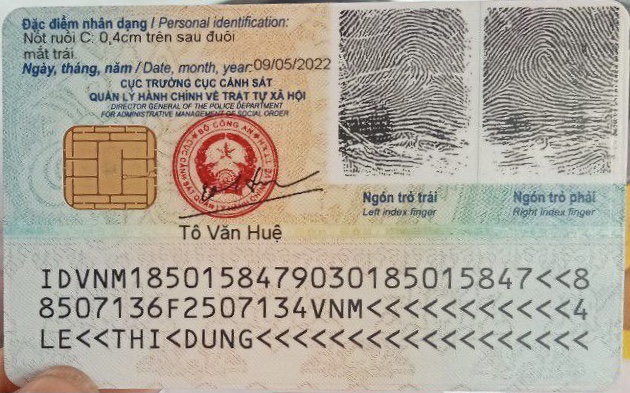 Đặc điểm nhân dạng / Personal identification:
Nốt ruồi C: 0,4cm trên sau đuôi
mắt trái
Ngày, tháng, năm / Date, month, year: 09/05/2022
CỤC TRƯỞNG CỤC CẢNH SÁT
QUẢN LÝ HÀNH CHÍNH VỀ TRẬT TỰ XÃ HỘI
DIRECTOR GENERAL OF THE POLICE DEPARTMENT
FOR ADMINISTRATIVE MANAGEMENT OF SOCIAL ORDER
BỘ CÔNG AN
Tô Văn Huệ
Ngón trỏ trái
Left index finger
Ngón trỏ phải
Right index finger
IDVNM1850158479030185015847<<8
8507136F2507134VNM<<<<<<<<<<<4
LE<<THI<DUNG<<<<<<<<<<<<<<<<<<